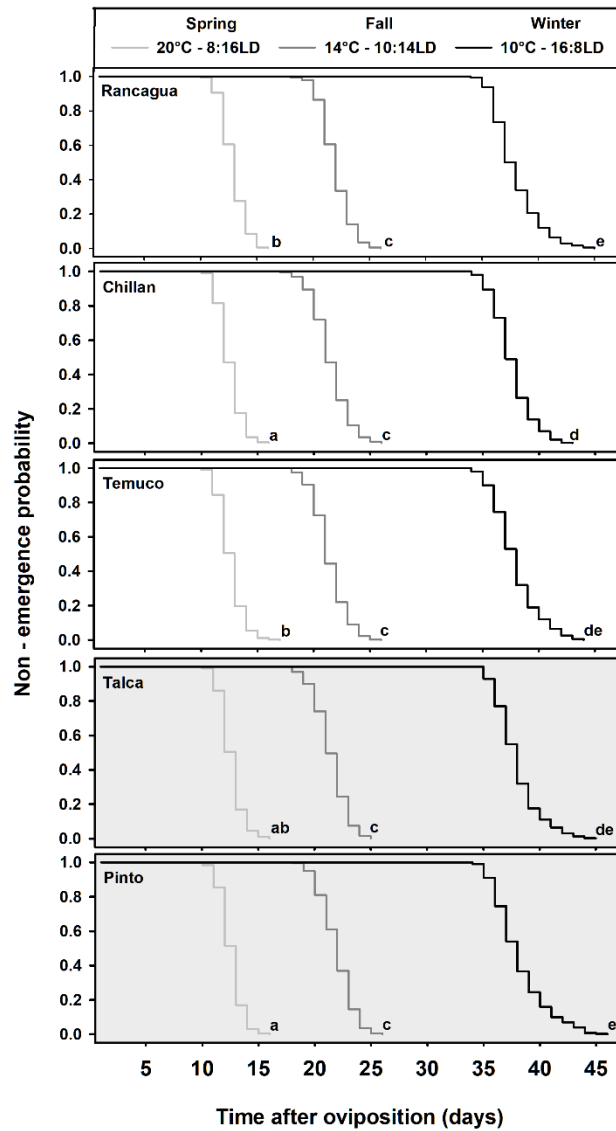 Spring Fall Winter
20°C - 8:16LD 14°C - 10:14LD 10°C - 16:8LD
1.0
Rancagua
0.8
0.6
0.4
0.2
0.0
b c e
1.0
Chillan
0.8
0.6
0.4
0.2
0.0
a c d
1.0
Temuco
0.8
0.6
0.4
0.2
0.0
b c de
1.0
Talca
0.8
0.6
0.4
0.2
0.0
ab c de
1.0
Pinto
0.8
0.6
0.4
0.2
0.0
a c e
Non - emergence probability
5 10 15 20 25 30 35 40 45
Time after oviposition (days)